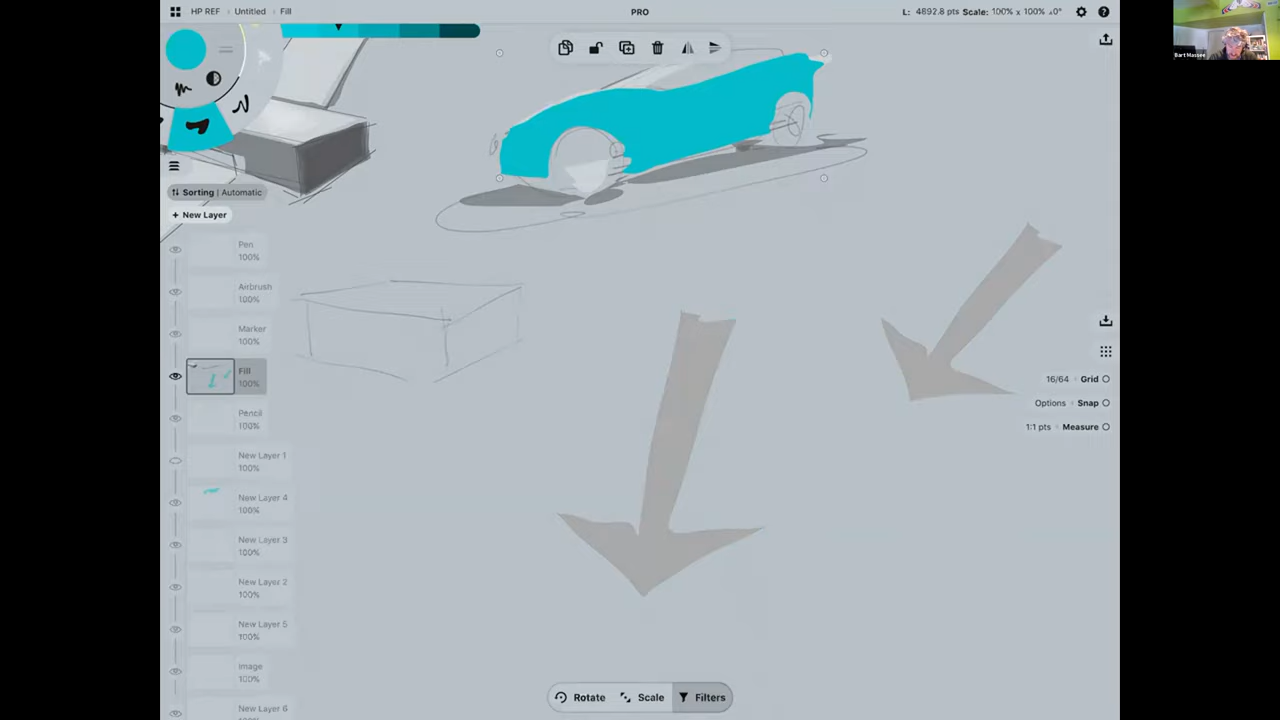 HP REF Untitled Fill
PRO
L: 4692.8 pts Scale: 100% x 100% ⊿0°
Bart Massee
Sorting | Automatic
+ New Layer
Pen
100%
Airbrush
100%
Marker
100%
Fill
100%
Pencil
100%
New Layer 1
100%
New Layer 4
100%
New Layer 3
100%
New Layer 2
100%
New Layer 5
100%
Image
100%
New Layer 6
16/64 Grid
Options Snap
1:1 pts Measure
Rotate Scale Filters